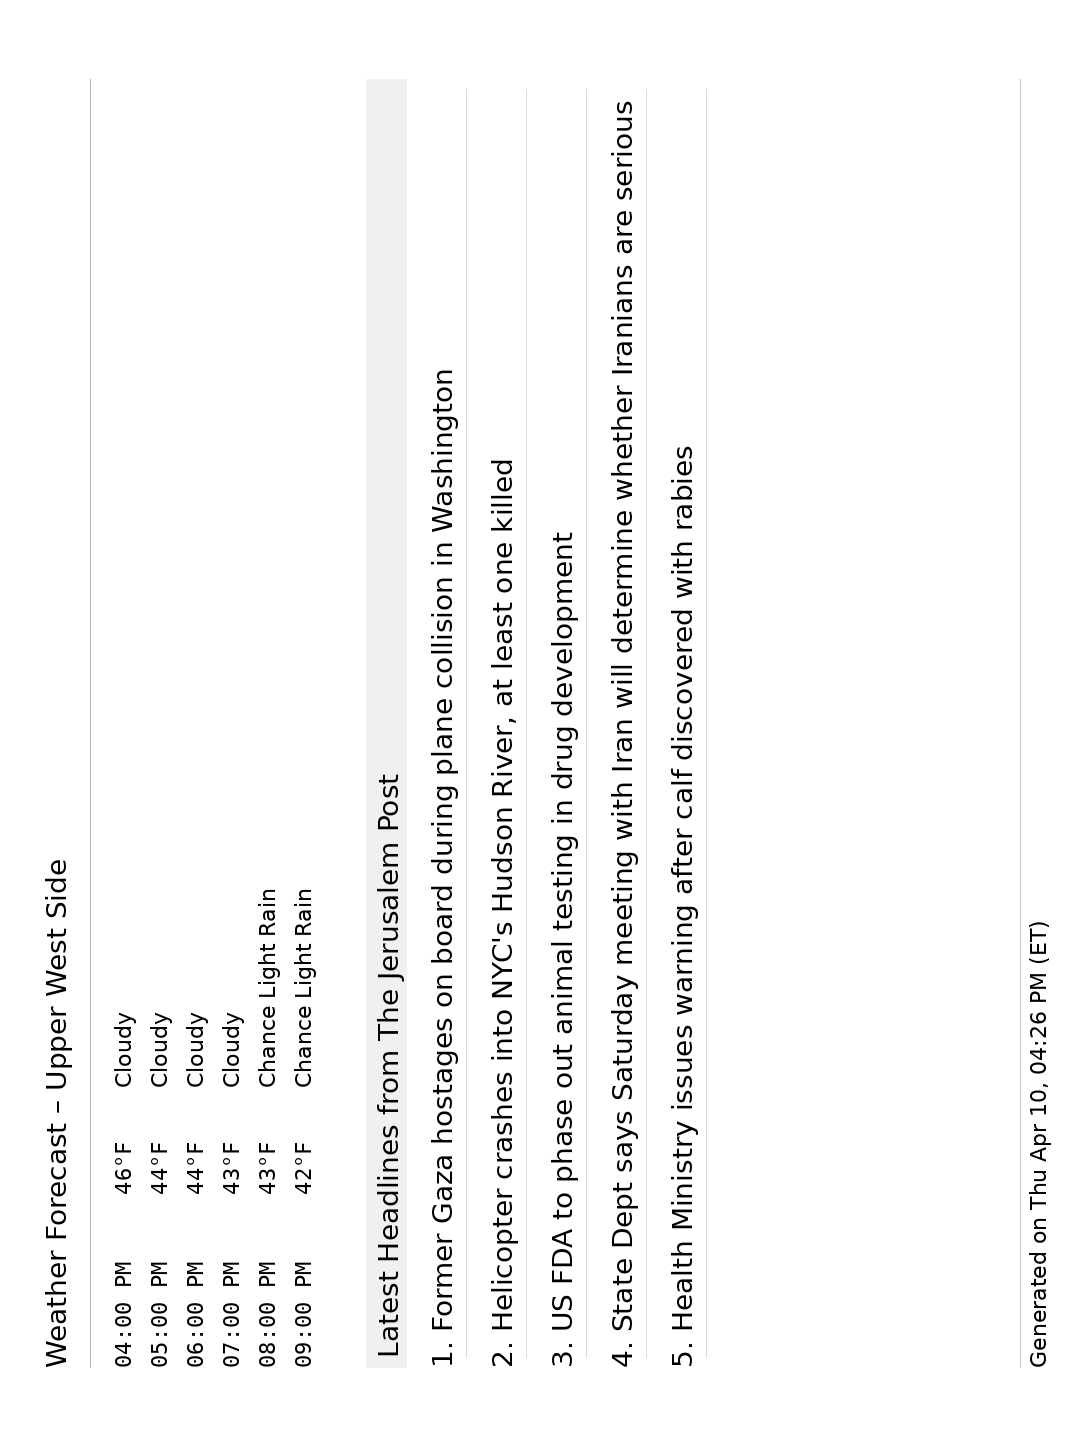 Weather Forecast – Upper West Side
04:00 PM 46°F Cloudy
05:00 PM 44°F Cloudy
06:00 PM 44°F Cloudy
07:00 PM 43°F Cloudy
08:00 PM 43°F Chance Light Rain
09:00 PM 42°F Chance Light Rain
Latest Headlines from The Jerusalem Post
1. Former Gaza hostages on board during plane collision in Washington
2. Helicopter crashes into NYC's Hudson River, at least one killed
3. US FDA to phase out animal testing in drug development
4. State Dept says Saturday meeting with Iran will determine whether Iranians are serious
5. Health Ministry issues warning after calf discovered with rabies
Generated on Thu Apr 10, 04:26 PM (ET)